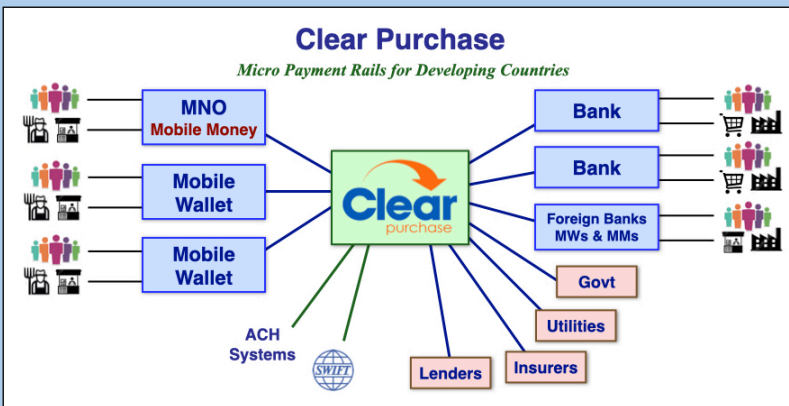 Clear Purchase
Micro Payment Rails for Developing Countries
MNO
Mobile Money
Mobile
Wallet
Mobile
Wallet
Clear
purchase
Bank
Bank
Foreign Banks
MWs & MMs
Govt
Utilities
Insurers
Lenders
SWIFT
ACH
Systems